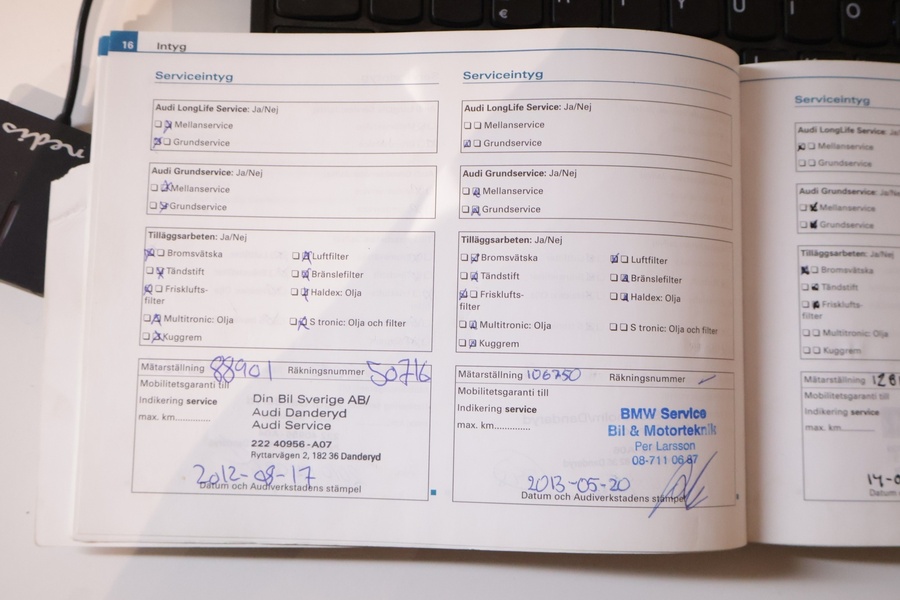 €
Y
U
I
O
nedis
16 Intyg
Serviceintyg
Audi LongLife Service: Ja/Nej
Mellanservice
Grundservice
Audi Grundservice: Ja/Nej
Mellanservice
Grundservice
Tilläggsarbeten: Ja/Nej
Bromsvätska
Luftfilter
Tändstift
Bränslefilter
Frisklufts-
filter
Haldex: Olja
Multitronic: Olja
S tronic: Olja och filter
Kuggrem
Mätarställning 88901 Räkningsnummer 50716
Mobilitetsgaranti till
Indikering service
max. km.............
Din Bil Sverige AB/
Audi Danderyd
Audi Service
222 40956 - A07
Ryttarvägen 2, 182 36 Danderyd
2012-08-17
Datum och Audiverkstadens stämpel
Serviceintyg
Audi LongLife Service: Ja/Nej
Mellanservice
Grundservice
Audi Grundservice: Ja/Nej
Mellanservice
Grundservice
Tilläggsarbeten: Ja/Nej
Bromsvätska
Luftfilter
Tändstift
Bränslefilter
Frisklufts-
filter
Haldex: Olja
Multitronic: Olja
S tronic: Olja och filter
Kuggrem
Mätarställning 106750 Räkningsnummer
Mobilitetsgaranti till
Indikering service
max. km.............
BMW Service
Bil & Motorteknik
Per Larsson
08-711 06 87
2013-05-20
Datum och Audiverkstadens stämpel
Serviceintyg
Audi LongLife Service: Ja
Mellanservice
Grundservice
Audi Grundservice: Ja/Ne
Mellanservice
Grundservice
Tilläggsarbeten: Ja/Nej
Bromsvätska
Tändstift
Frisklufts-
filter
Multitronic: Olja
Kuggrem
Mätarställning
Mobilitetsgaranti till
Indikering service
max. km.............
Datum